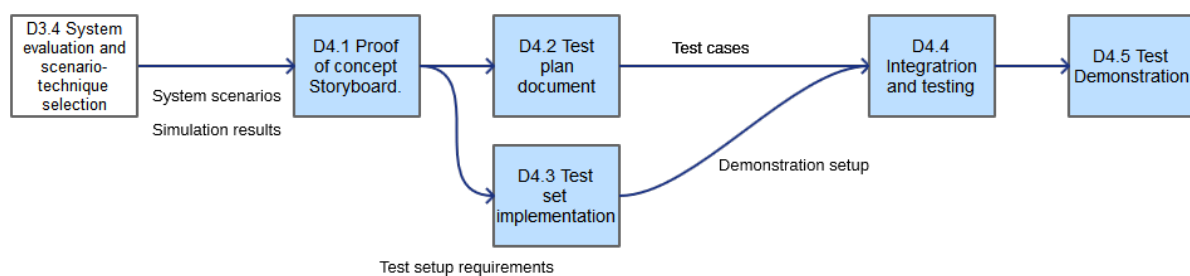 D3.4 System
evaluation and
scenario-
technique
selection
System scenarios
Simulation results
D4.1 Proof
of concept
Storyboard.
D4.2 Test
plan
document
Test cases
D4.3 Test
set
implementation
Test setup requirements
Demonstration setup
D4.4
Integratrion
and testing
D4.5 Test
Demonstration